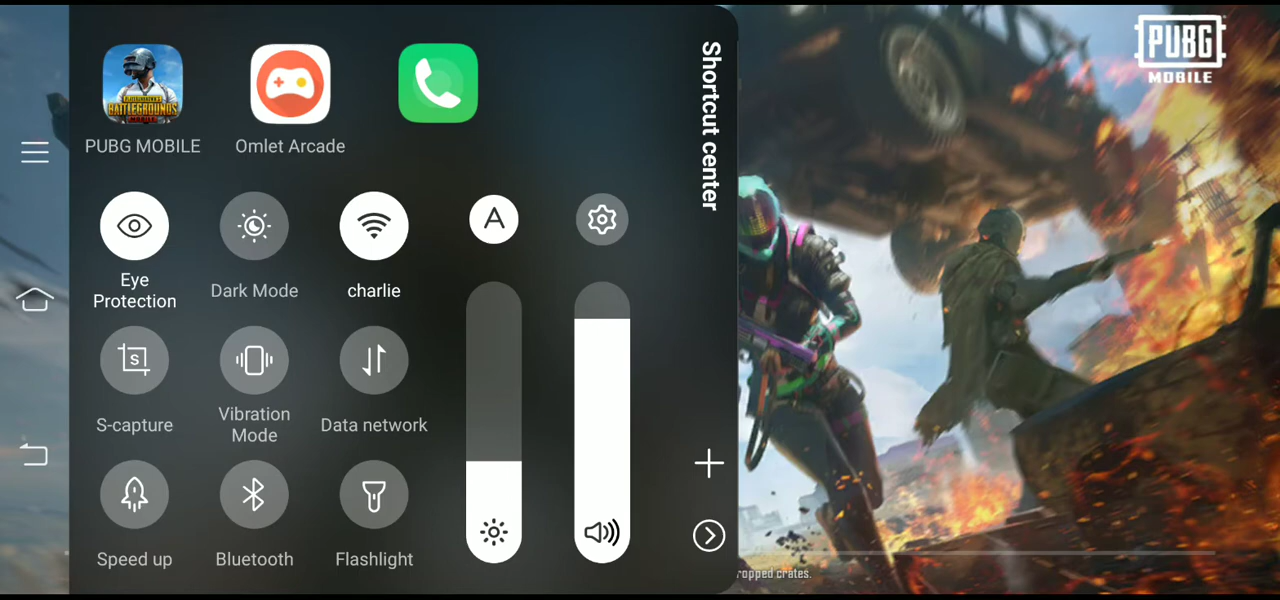 PUBG MOBILE
Omlet Arcade
Shortcut center
Eye
Protection
Dark Mode
charlie
A
S-capture
S
Vibration
Mode
Data network
Speed up
Bluetooth
Flashlight
PUBG
MOBILE
BATTLEGROUNDS
ropped crates.